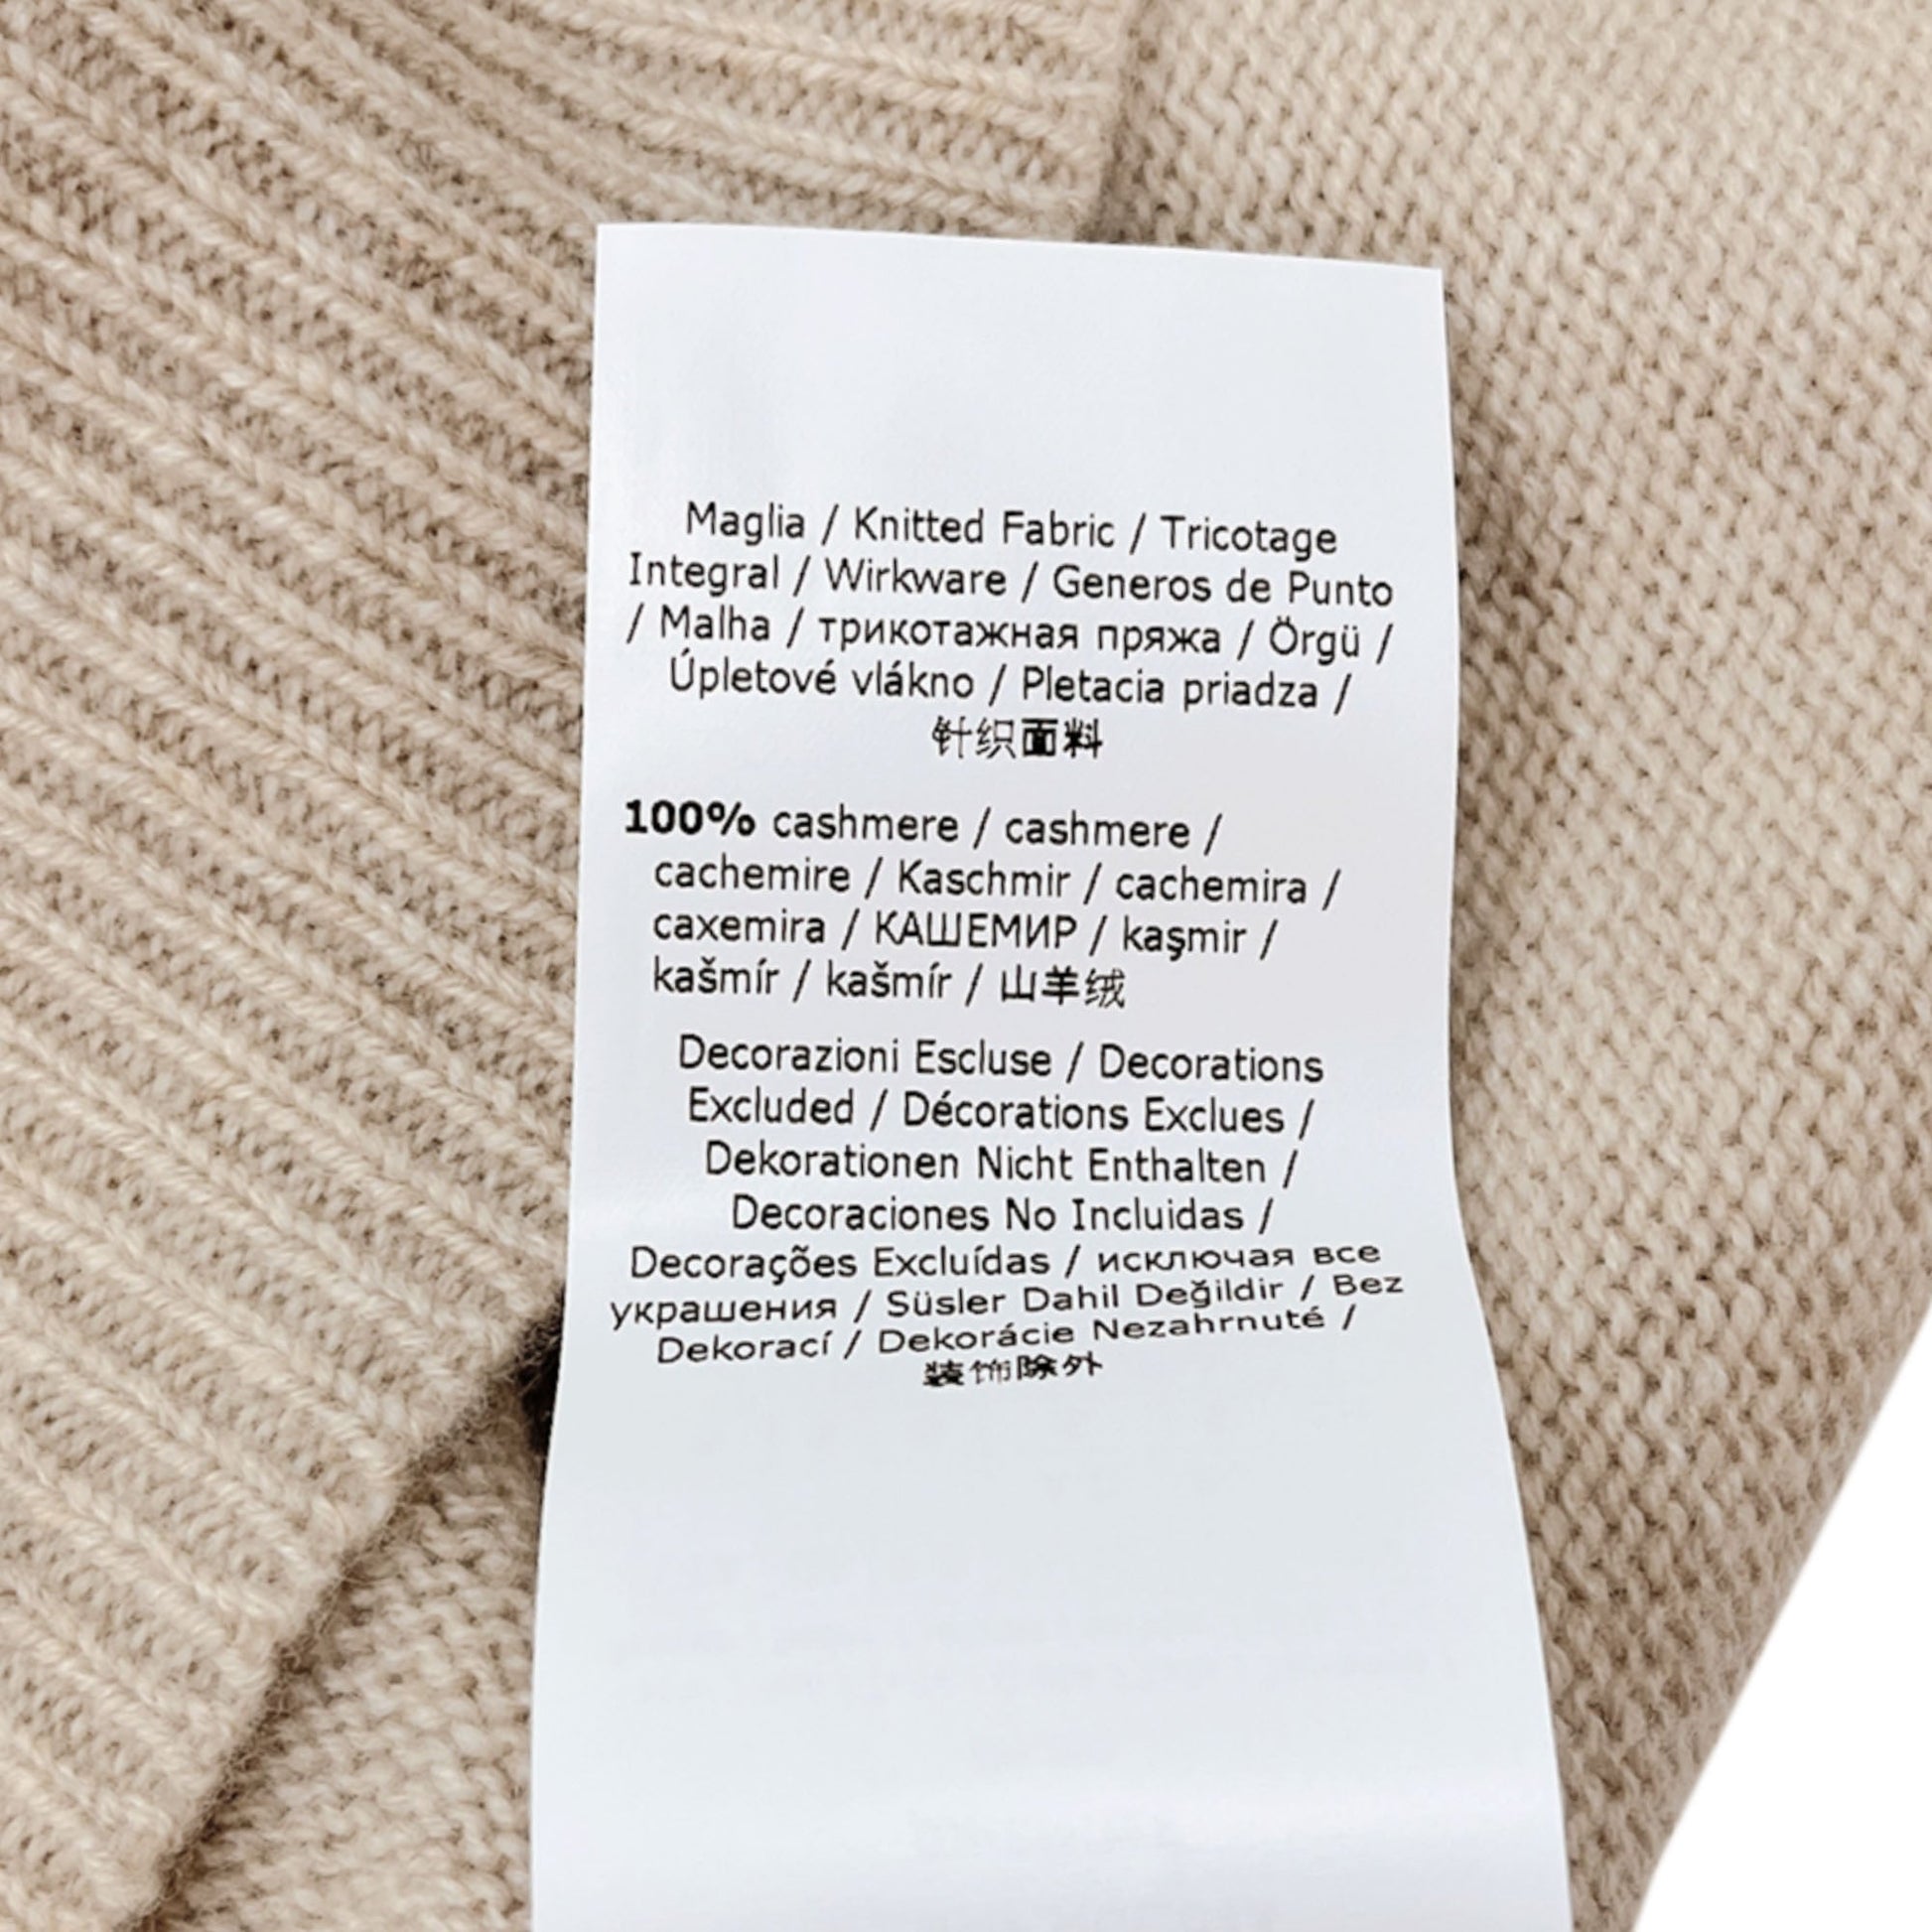 Maglia / Knitted Fabric / Tricotage
Integral / Wirkware / Generos de Punto
/ Malha / трикотажная пряжа / Örgü /
Úpletové vlákno / Pletacia priadza /
针织面料
100% cashmere / cashmere /
cachemire / Kaschmir / cachemira /
caxemira / КАШЕМИР / kaşmir /
kašmír / kašmír / 山羊绒
Decorazioni Escluse / Decorations
Excluded / Décorations Exclues /
Dekorationen Nicht Enthalten /
Decoraciones No Incluidas /
Decorações Excluídas / исключая все
украшения / Süsler Dahil Değildir / Bez
Dekorací / Dekorácie Nezahrnuté /
装饰除外